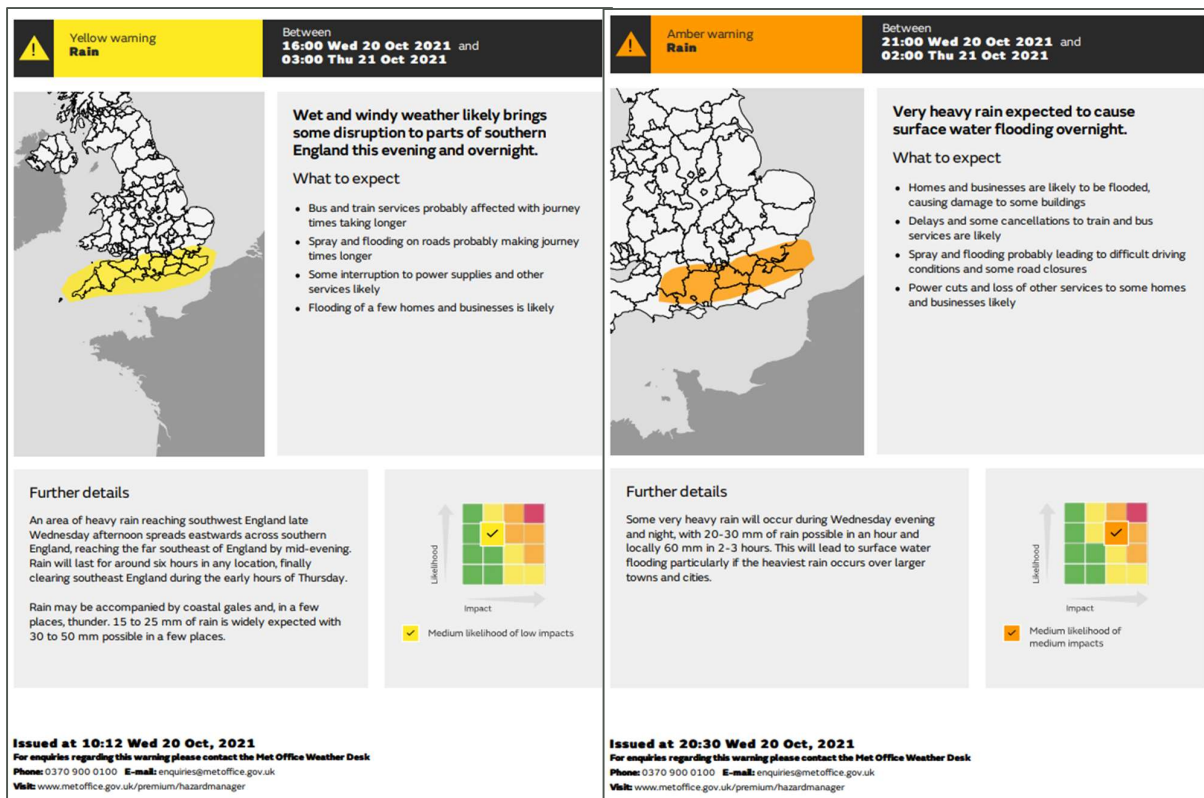 Yellow warning
Rain
Between
16:00 Wed 20 Oct 2021 and
03:00 Thu 21 Oct 2021
Wet and windy weather likely brings
some disruption to parts of southern
England this evening and overnight.
What to expect
• Bus and train services probably affected with journey
times taking longer
• Spray and flooding on roads probably making journey
times longer
• Some interruption to power supplies and other
services likely
• Flooding of a few homes and businesses is likely
Further details
An area of heavy rain reaching southwest England late
Wednesday afternoon spreads eastwards across southern
England, reaching the far southeast of England by mid-evening.
Rain will last for around six hours in any location, finally
clearing southeast England during the early hours of Thursday.
Rain may be accompanied by coastal gales and, in a few
places, thunder. 15 to 25 mm of rain is widely expected with
30 to 50 mm possible in a few places.
Likelihood
Impact
Medium likelihood of low impacts
Issued at 10:12 Wed 20 Oct, 2021
For enquiries regarding this warning please contact the Met Office Weather Desk
Phone: 0370 900 0100 E-mail: enquiries@metoffice.gov.uk
Visit: www.metoffice.gov.uk/premium/hazardmanager
Amber warning
Rain
Between
21:00 Wed 20 Oct 2021 and
02:00 Thu 21 Oct 2021
Very heavy rain expected to cause
surface water flooding overnight.
What to expect
• Homes and businesses are likely to be flooded,
causing damage to some buildings
• Delays and some cancellations to train and bus
services are likely
• Spray and flooding probably leading to difficult driving
conditions and some road closures
• Power cuts and loss of other services to some homes
and businesses likely
Further details
Some very heavy rain will occur during Wednesday evening
and night, with 20-30 mm of rain possible in an hour and
locally 60 mm in 2-3 hours. This will lead to surface water
flooding particularly if the heaviest rain occurs over larger
towns and cities.
Likelihood
Impact
Medium likelihood of
medium impacts
Issued at 20:30 Wed 20 Oct, 2021
For enquiries regarding this warning please contact the Met Office Weather Desk
Phone: 0370 900 0100 E-mail: enquiries@metoffice.gov.uk
Visit: www.metoffice.gov.uk/premium/hazardmanager